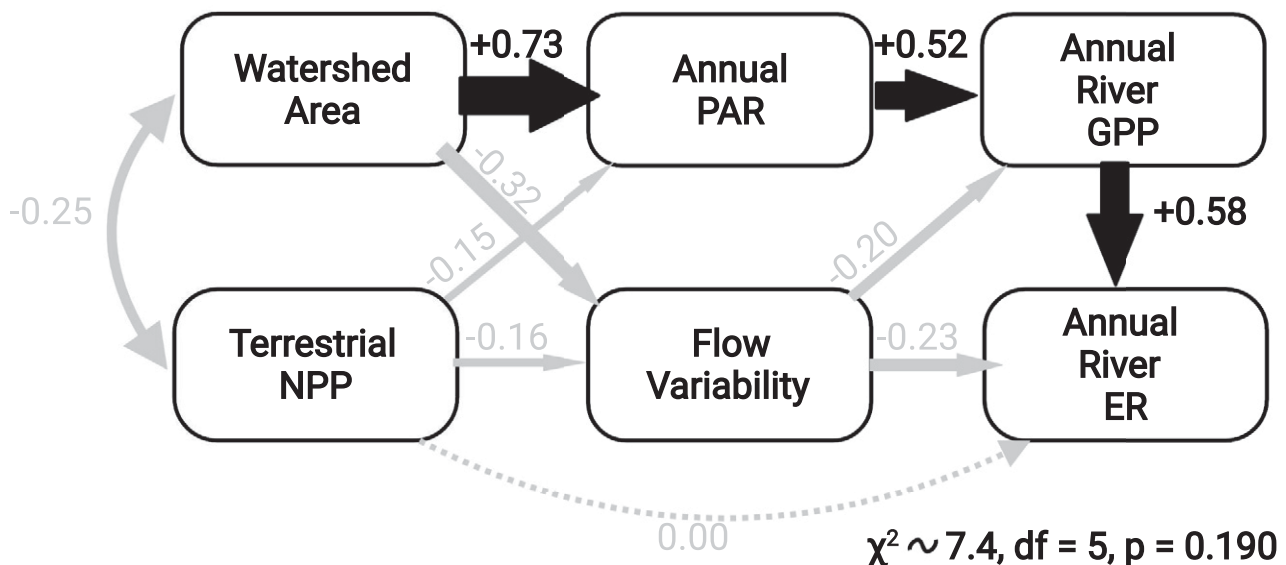 Watershed
Area
+0.73
Annual
PAR
+0.52
Annual
River
GPP
-0.25
-0.32
-0.15
-0.20
+0.58
Terrestrial
NPP
-0.16
Flow
Variability
-0.23
Annual
River
ER
0.00
χ² ~ 7.4, df = 5, p = 0.190